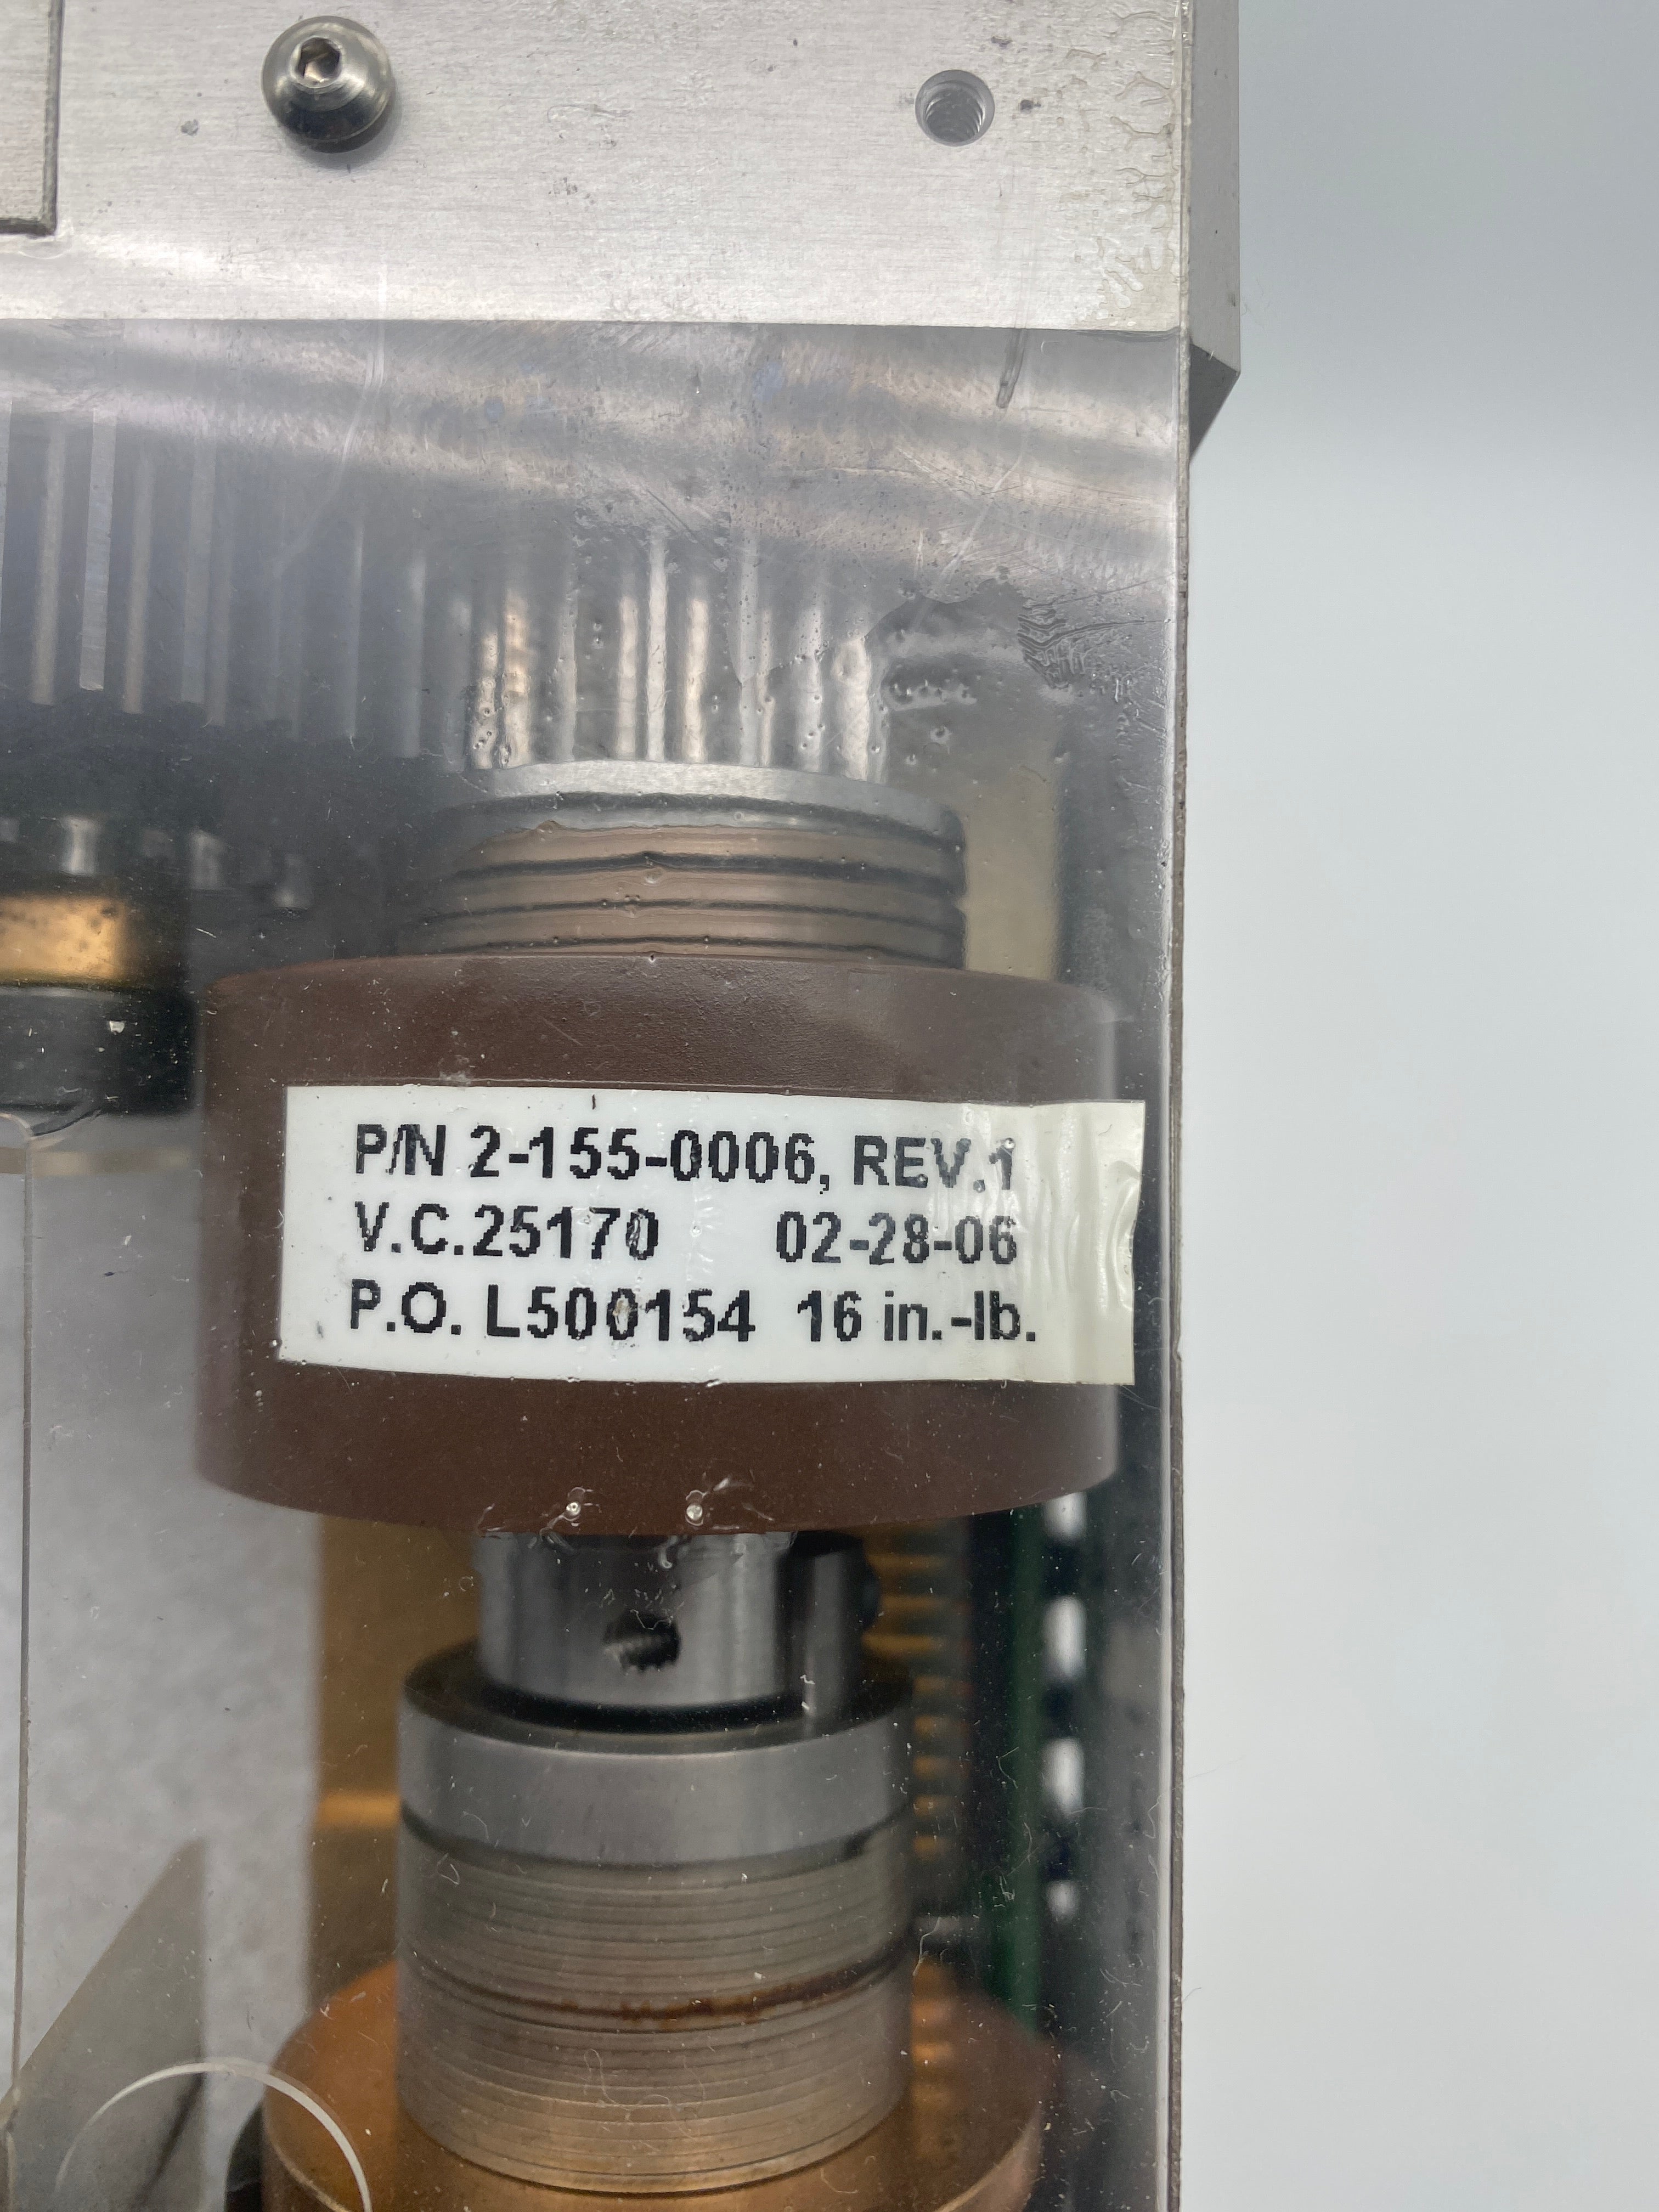 P/N 2-155-0006, REV.1
V.C.25170 02-28-06
P.O. L500154 16 in.-lb.